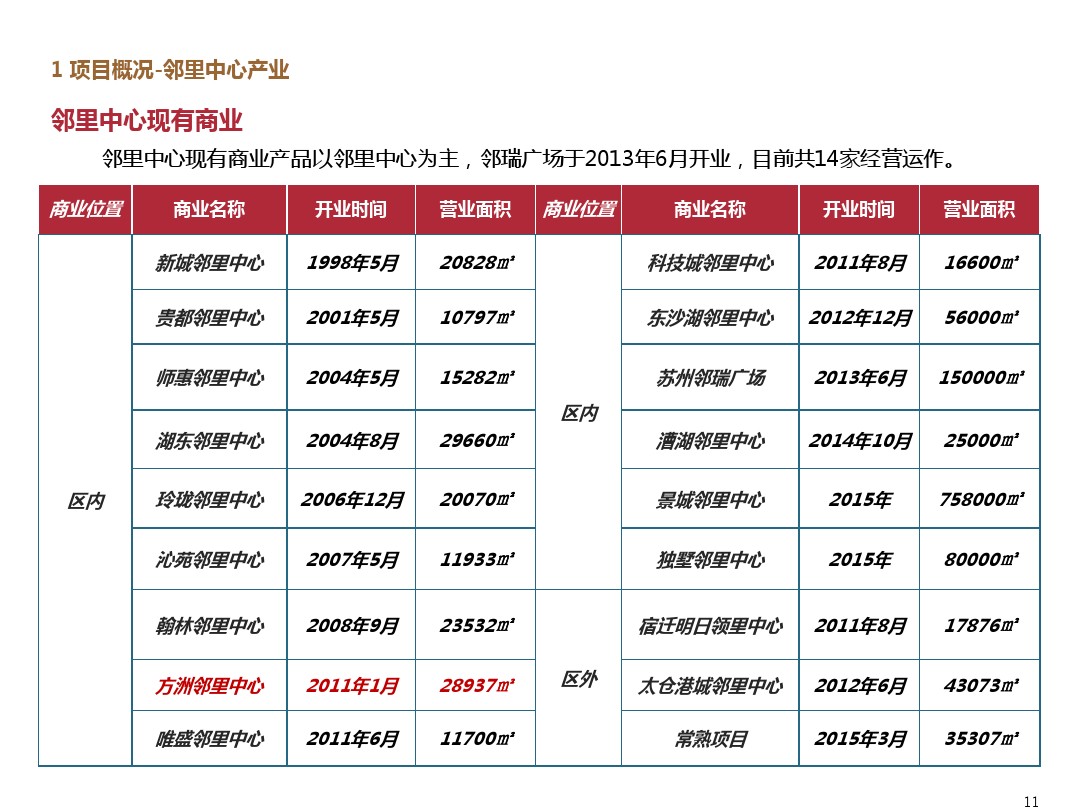 1 项目概况-邻里中心产业
邻里中心现有商业
邻里中心现有商业产品以邻里中心为主，邻瑞广场于2013年6月开业，目前共14家经营运作。
商业位置 商业名称 开业时间 营业面积 商业位置 商业名称 开业时间 营业面积
新城邻里中心 1998年5月 20828㎡ 科技城邻里中心 2011年8月 16600㎡
贵都邻里中心 2001年5月 10797㎡ 东沙湖邻里中心 2012年12月 56000㎡
师惠邻里中心 2004年5月 15282㎡ 苏州邻瑞广场 2013年6月 150000㎡
区内
湖东邻里中心 2004年8月 29660㎡ 漕湖邻里中心 2014年10月 25000㎡
区内 玲珑邻里中心 2006年12月 20070㎡ 景城邻里中心 2015年 758000㎡
沁苑邻里中心 2007年5月 11933㎡ 独墅邻里中心 2015年 80000㎡
翰林邻里中心 2008年9月 23532㎡ 宿迁明日领里中心 2011年8月 17876㎡
方洲邻里中心 2011年1月 28937㎡ 区外 太仓港城邻里中心 2012年6月 43073㎡
唯盛邻里中心 2011年6月 11700㎡ 常熟项目 2015年3月 35307㎡
11